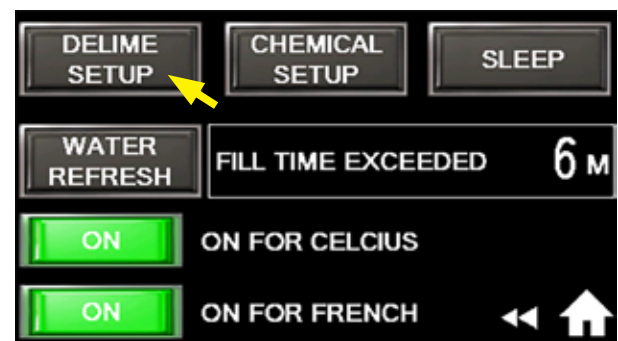 DELIME
SETUP
CHEMICAL
SETUP
SLEEP
WATER
REFRESH
FILL TIME EXCEEDED 6 M
ON ON FOR CELCIUS
ON ON FOR FRENCH